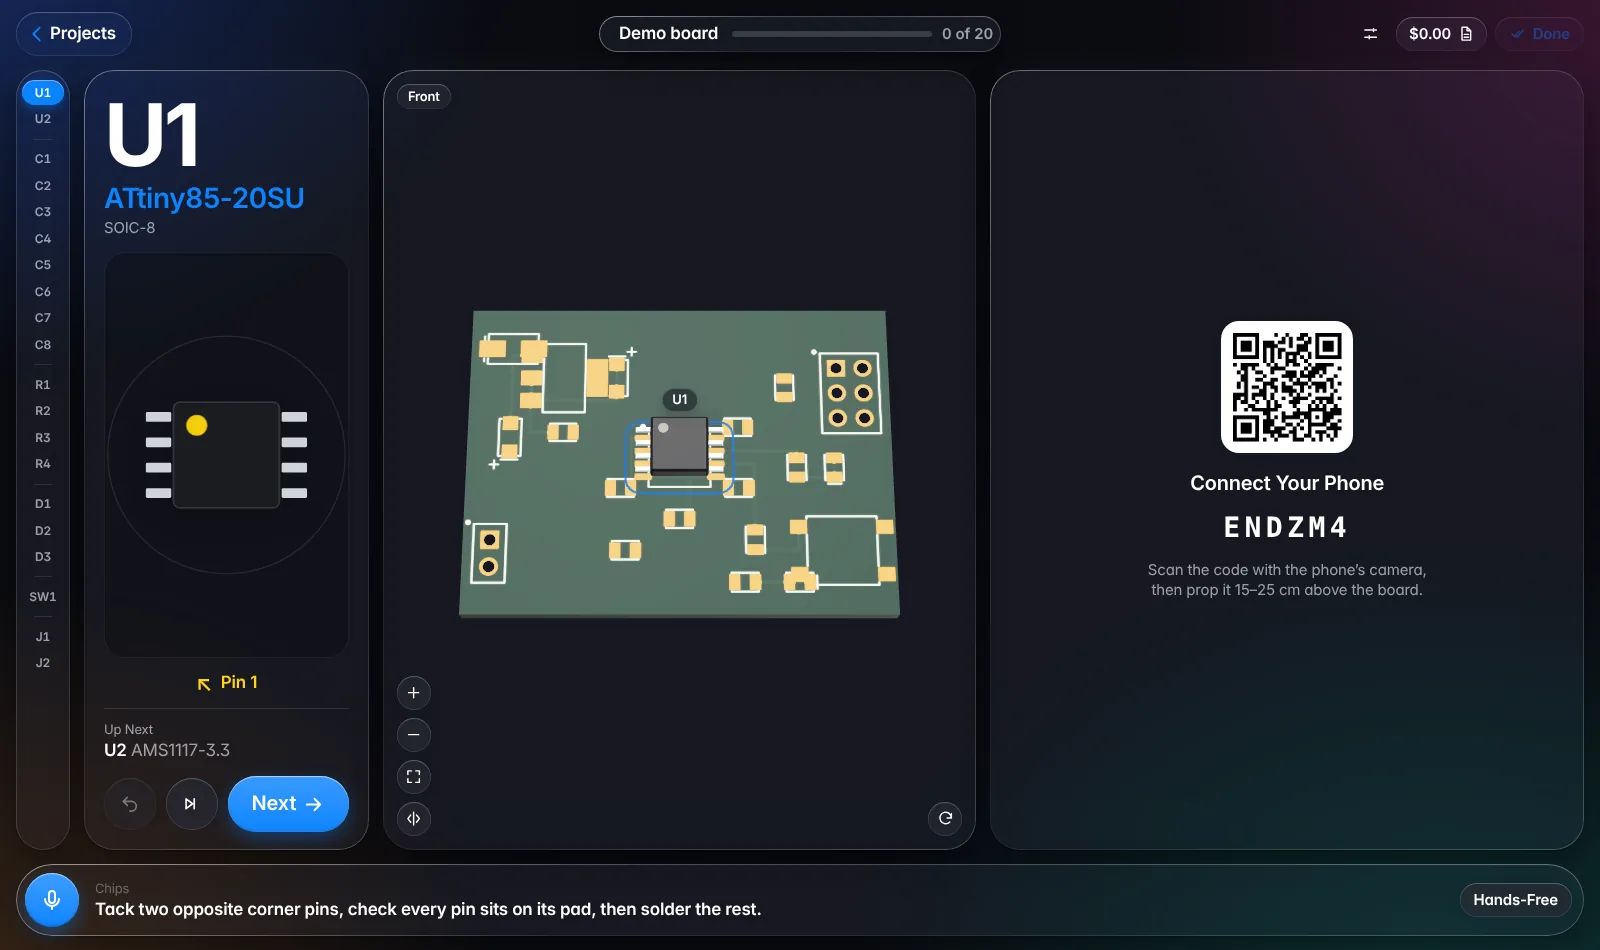 Projects
Demo board
0 of 20
$0.00
Done
U1
U2
C1
C2
C3
C4
C5
C6
C7
C8
R1
R2
R3
R4
D1
D2
D3
SW1
J1
J2
U1
ATtiny85-20SU
SOIC-8
Pin 1
Up Next
U2 AMS1117-3.3
Next
Front
U1
+
+
Connect Your Phone
ENDZM4
Scan the code with the phone’s camera,
then prop it 15–25 cm above the board.
Chips
Tack two opposite corner pins, check every pin sits on its pad, then solder the rest.
Hands-Free